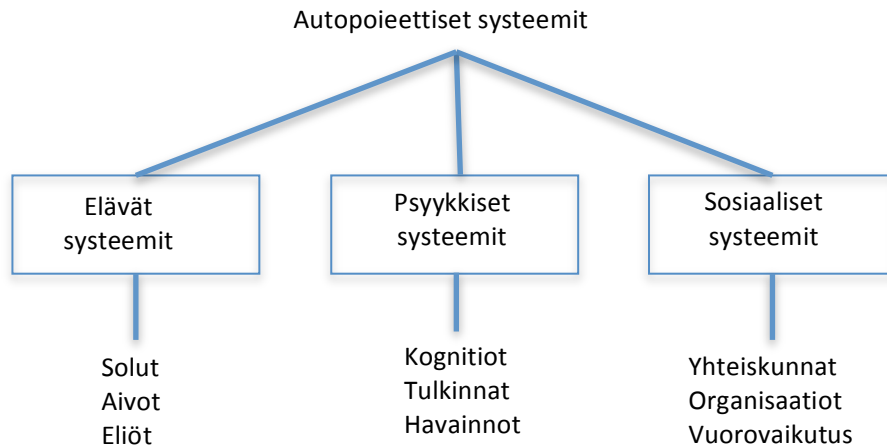 Autopoieettiset systeemit
Elävät
systeemit
Psyykkiset
systeemit
Sosiaaliset
systeemit
Solut
Aivot
Eliöt
Kognitiot
Tulkinnat
Havainnot
Yhteiskunnat
Organisaatiot
Vuorovaikutus